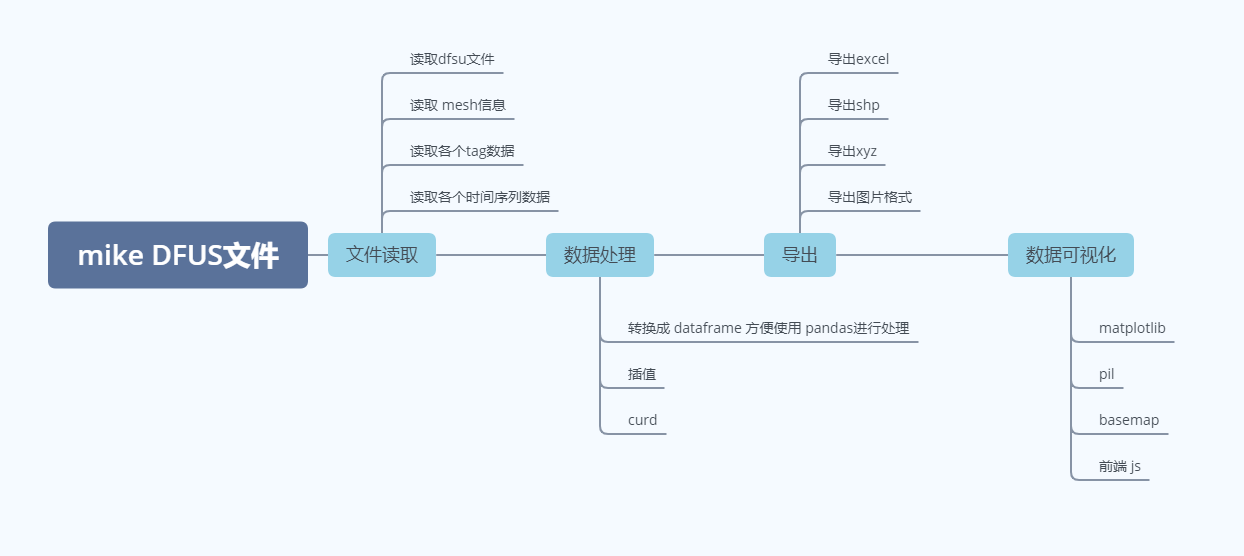 mike DFUS文件
文件读取
读取dfsu文件
读取 mesh信息
读取各个tag数据
读取各个时间序列数据
数据处理
转换成 dataframe 方便使用 pandas进行处理
插值
curd
导出
导出excel
导出shp
导出xyz
导出图片格式
数据可视化
matplotlib
pil
basemap
前端 js